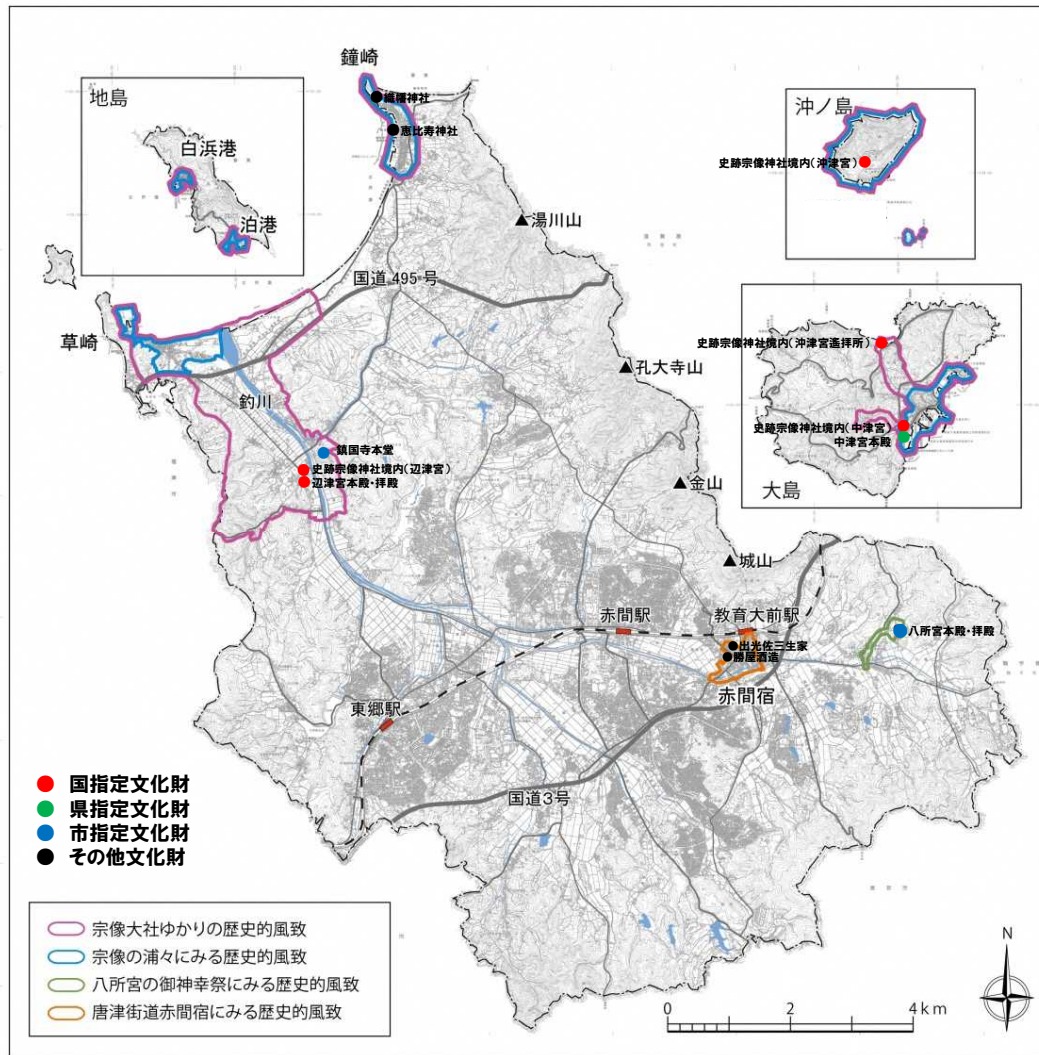 鐘崎
織幡神社
恵比寿神社
地島
白浜港
泊港
沖ノ島
史跡宗像神社境内(沖津宮)
湯川山
国道495号
草崎
釣川
孔大寺山
史跡宗像神社境内(沖津宮遙拝所)
史跡宗像神社境内(中津宮)
中津宮本殿
大島
鎮国寺本堂
史跡宗像神社境内(辺津宮)
辺津宮本殿・拝殿
金山
城山
赤間駅
教育大前駅
八所宮本殿・拝殿
出光佐三生家
勝屋酒造
赤間宿
東郷駅
国道3号
国指定文化財
県指定文化財
市指定文化財
その他文化財
宗像大社ゆかりの歴史的風致
宗像の浦々にみる歴史的風致
八所宮の御神幸祭にみる歴史的風致
唐津街道赤間宿にみる歴史的風致
N
0 2 4km